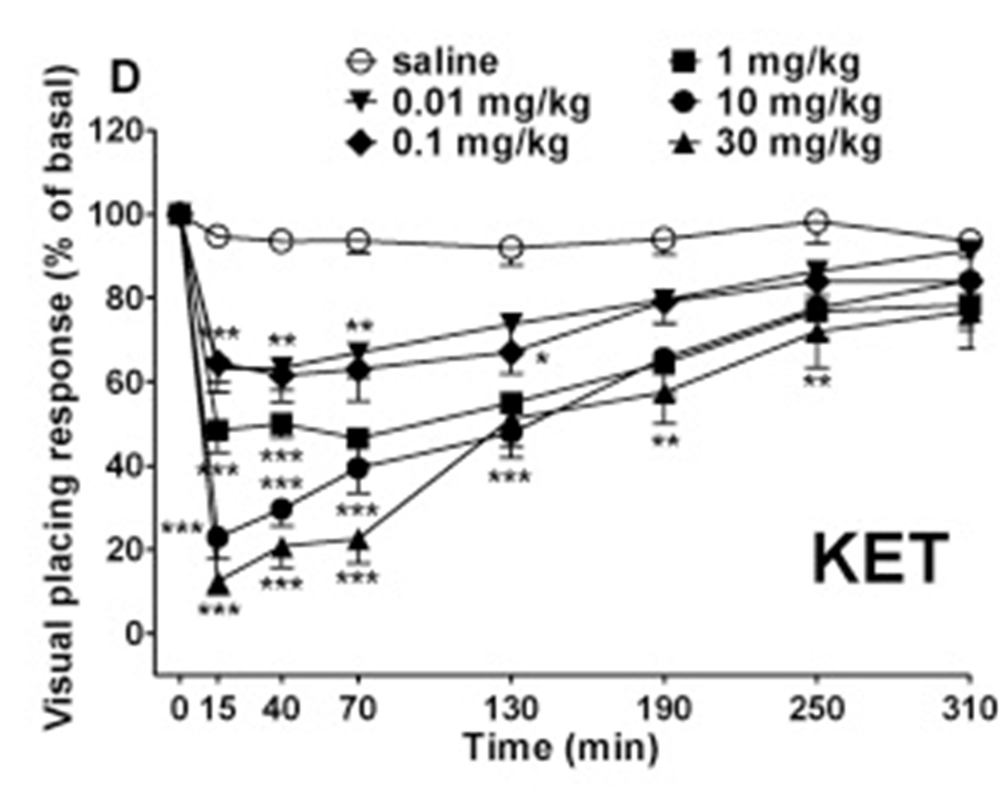 D
saline
0.01 mg/kg
0.1 mg/kg
1 mg/kg
10 mg/kg
30 mg/kg
Visual placing response (% of basal)
120
100
80
60
40
20
0
***
**
**
*
***
***
***
***
***
***
***
***
***
**
**
***
KET
0 15 40 70 130 190 250 310
Time (min)